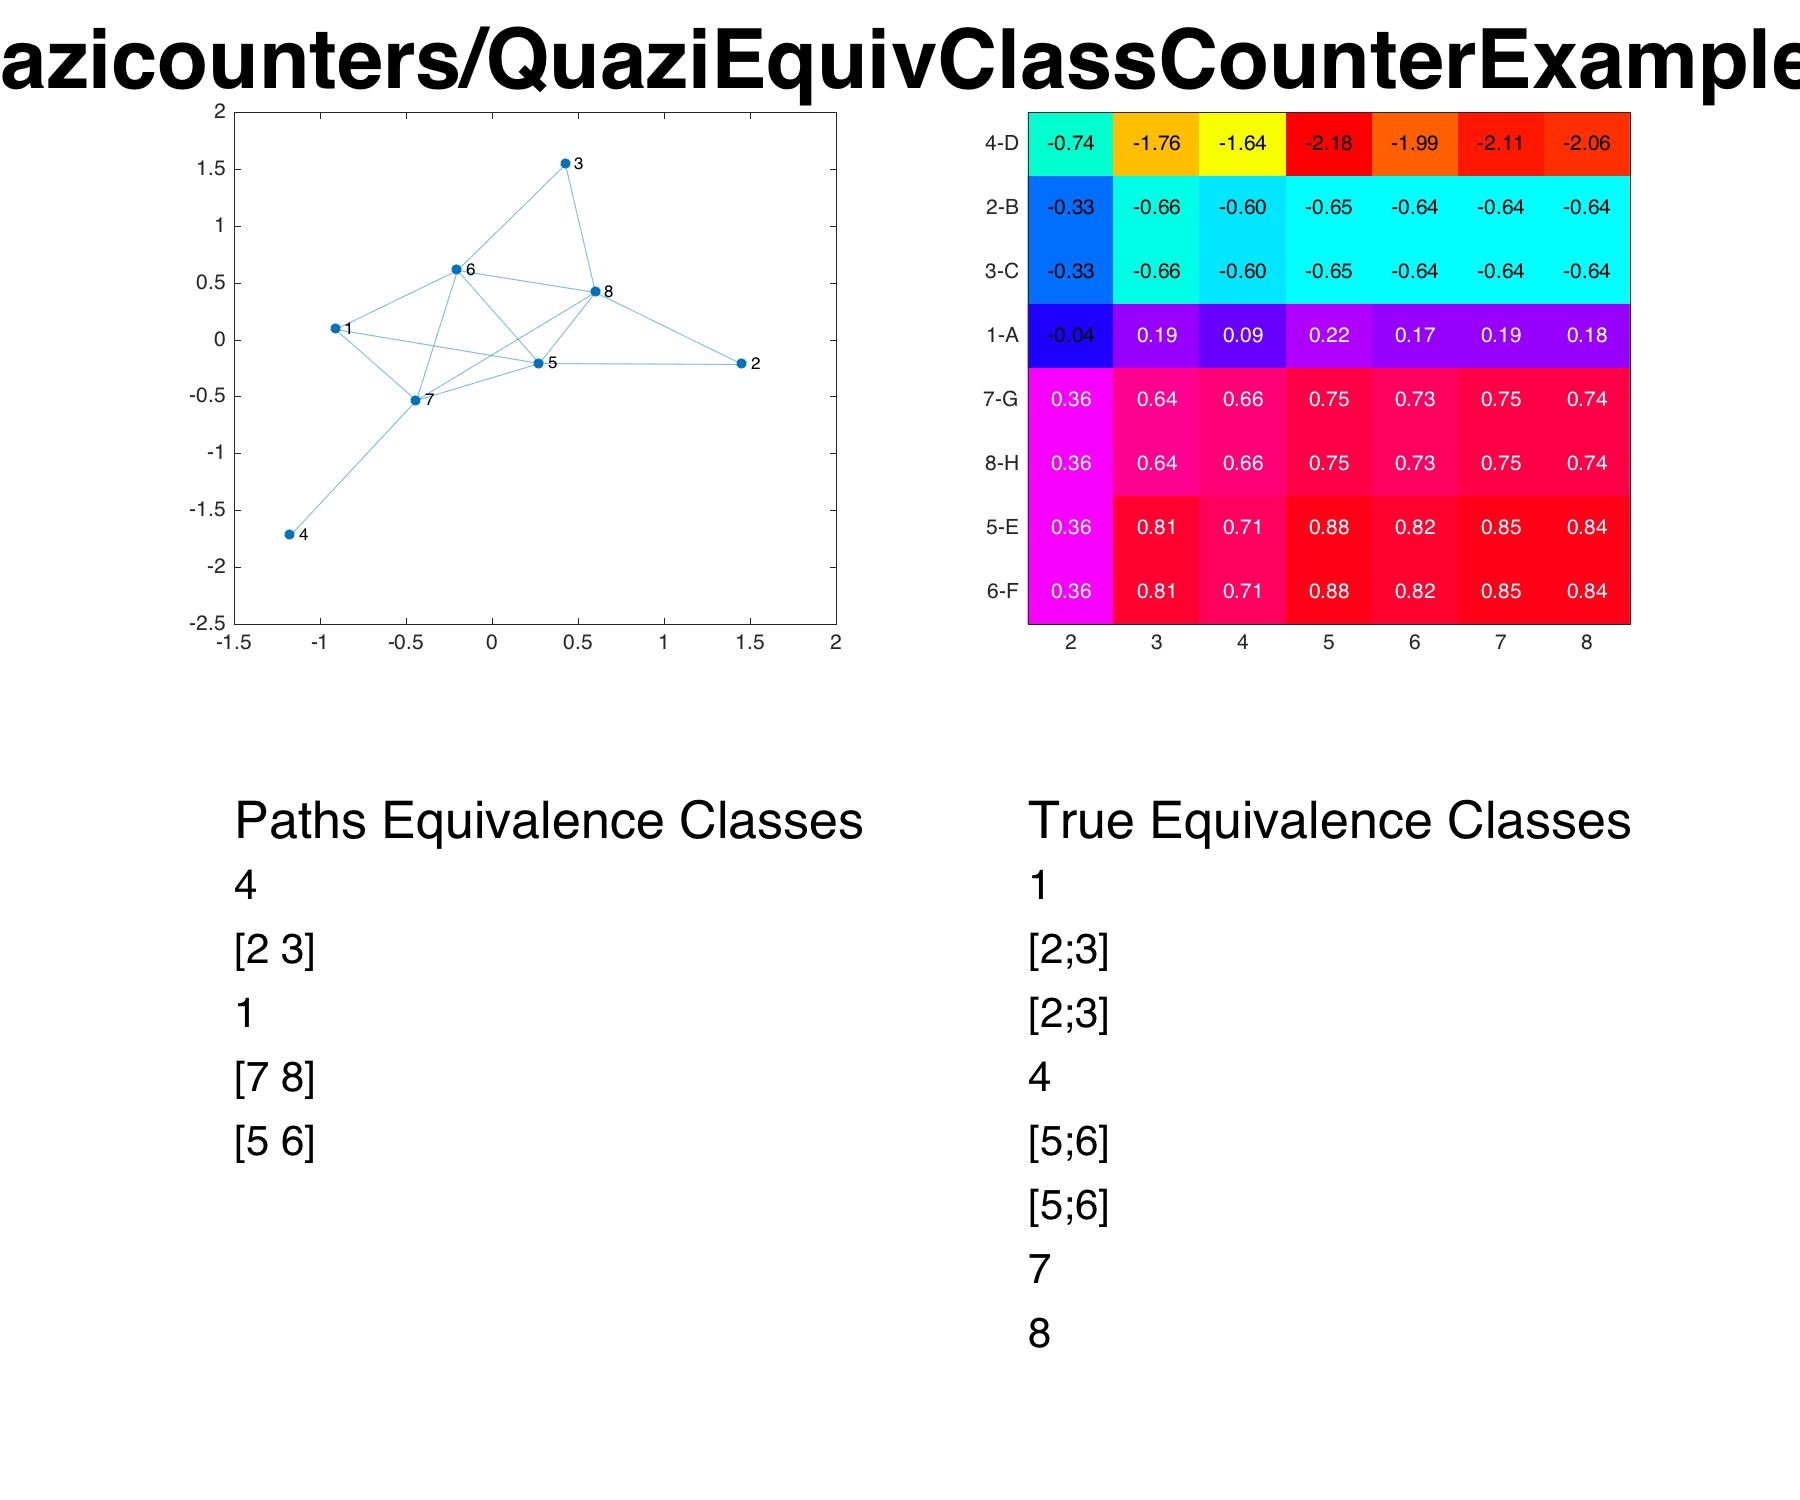 azicounters/QuaziEquivClassCounterExample
2
1.5
1
0.5
0
-0.5
-1
-1.5
-2
-2.5
-1.5 -1 -0.5 0 0.5 1 1.5 2
3
6
8
1
5
2
7
4
4-D -0.74 -1.76 -1.64 -2.18 -1.99 -2.11 -2.06
2-B -0.33 -0.66 -0.60 -0.65 -0.64 -0.64 -0.64
3-C -0.33 -0.66 -0.60 -0.65 -0.64 -0.64 -0.64
1-A -0.04 0.19 0.09 0.22 0.17 0.19 0.18
7-G 0.36 0.64 0.66 0.75 0.73 0.75 0.74
8-H 0.36 0.64 0.66 0.75 0.73 0.75 0.74
5-E 0.36 0.81 0.71 0.88 0.82 0.85 0.84
6-F 0.36 0.81 0.71 0.88 0.82 0.85 0.84
2 3 4 5 6 7 8
Paths Equivalence Classes
4
[2 3]
1
[7 8]
[5 6]
True Equivalence Classes
1
[2;3]
[2;3]
4
[5;6]
[5;6]
7
8